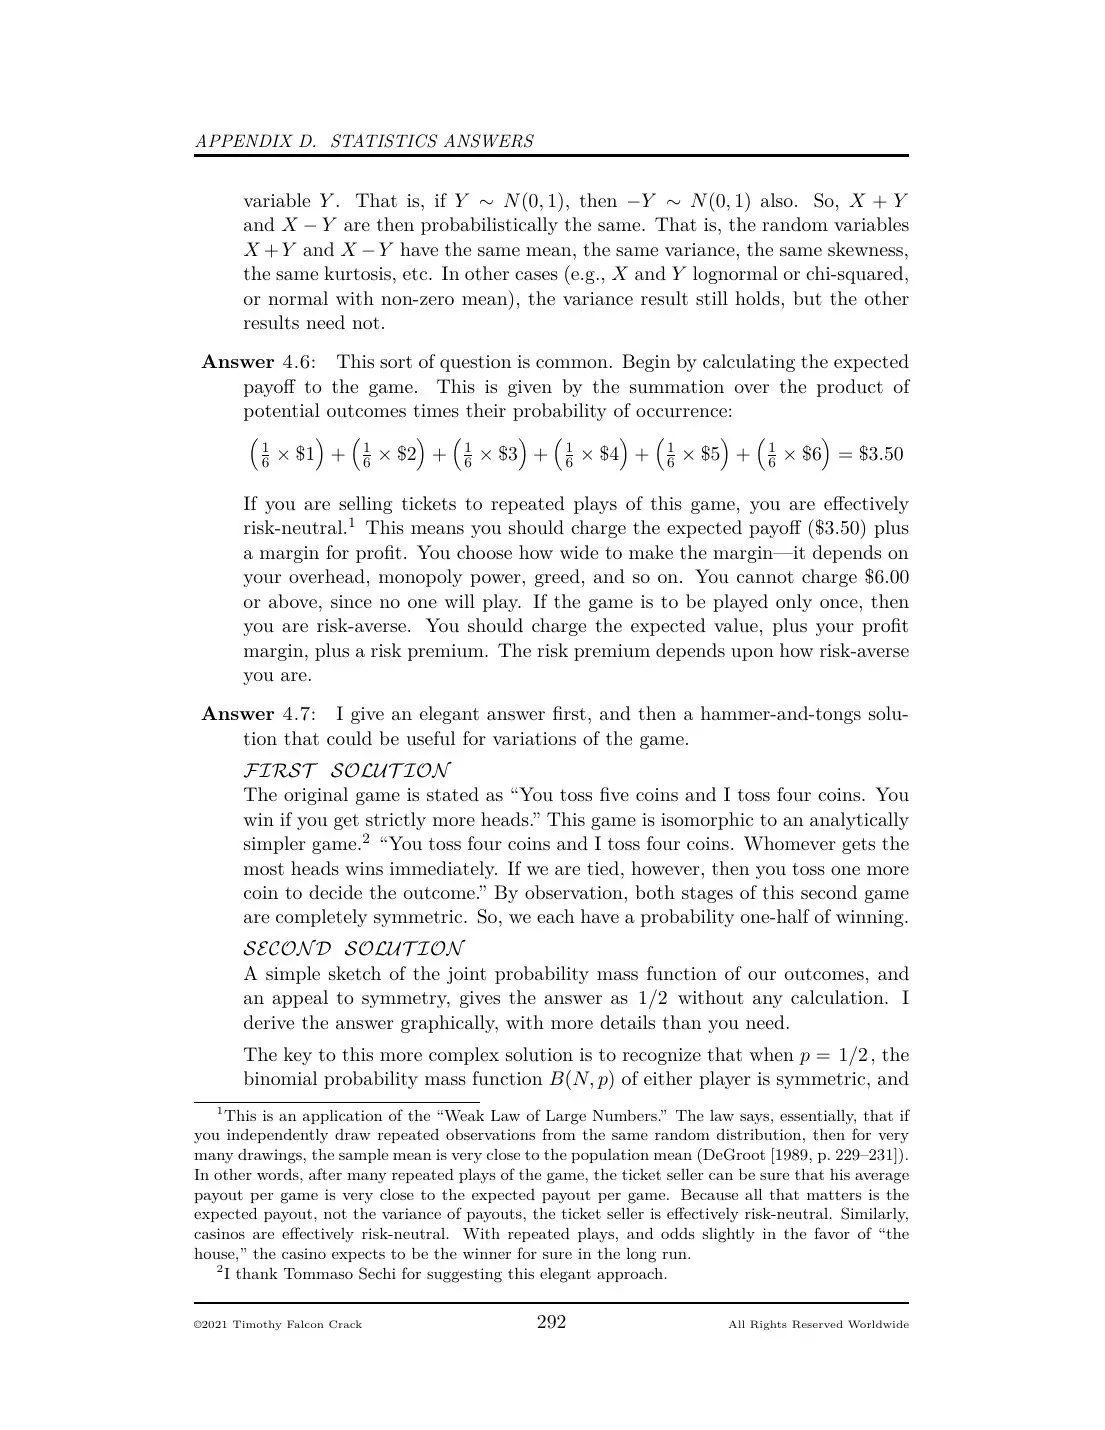 APPENDIX D. STATISTICS ANSWERS
variable Y. That is, if Y ∼ N(0, 1), then −Y ∼ N(0, 1) also. So, X + Y
and X − Y are then probabilistically the same. That is, the random variables
X + Y and X − Y have the same mean, the same variance, the same skewness,
the same kurtosis, etc. In other cases (e.g., X and Y lognormal or chi-squared,
or normal with non-zero mean), the variance result still holds, but the other
results need not.
Answer 4.6: This sort of question is common. Begin by calculating the expected
payoff to the game. This is given by the summation over the product of
potential outcomes times their probability of occurrence:
(1/6 × $1) + (1/6 × $2) + (1/6 × $3) + (1/6 × $4) + (1/6 × $5) + (1/6 × $6) = $3.50
If you are selling tickets to repeated plays of this game, you are effectively
risk-neutral.¹ This means you should charge the expected payoff ($3.50) plus
a margin for profit. You choose how wide to make the margin—it depends on
your overhead, monopoly power, greed, and so on. You cannot charge $6.00
or above, since no one will play. If the game is to be played only once, then
you are risk-averse. You should charge the expected value, plus your profit
margin, plus a risk premium. The risk premium depends upon how risk-averse
you are.
Answer 4.7: I give an elegant answer first, and then a hammer-and-tongs solu-
tion that could be useful for variations of the game.
FIRST SOLUTION
The original game is stated as “You toss five coins and I toss four coins. You
win if you get strictly more heads.” This game is isomorphic to an analytically
simpler game.² “You toss four coins and I toss four coins. Whomever gets the
most heads wins immediately. If we are tied, however, then you toss one more
coin to decide the outcome.” By observation, both stages of this second game
are completely symmetric. So, we each have a probability one-half of winning.
SECOND SOLUTION
A simple sketch of the joint probability mass function of our outcomes, and
an appeal to symmetry, gives the answer as 1/2 without any calculation. I
derive the answer graphically, with more details than you need.
The key to this more complex solution is to recognize that when p = 1/2, the
binomial probability mass function B(N, p) of either player is symmetric, and
¹This is an application of the “Weak Law of Large Numbers.” The law says, essentially, that if
you independently draw repeated observations from the same random distribution, then for very
many drawings, the sample mean is very close to the population mean (DeGroot [1989, p. 229–231]).
In other words, after many repeated plays of the game, the ticket seller can be sure that his average
payout per game is very close to the expected payout per game. Because all that matters is the
expected payout, not the variance of payouts, the ticket seller is effectively risk-neutral. Similarly,
casinos are effectively risk-neutral. With repeated plays, and odds slightly in the favor of “the
house,” the casino expects to be the winner for sure in the long run.
²I thank Tommaso Sechi for suggesting this elegant approach.
©2021 Timothy Falcon Crack 292 All Rights Reserved Worldwide